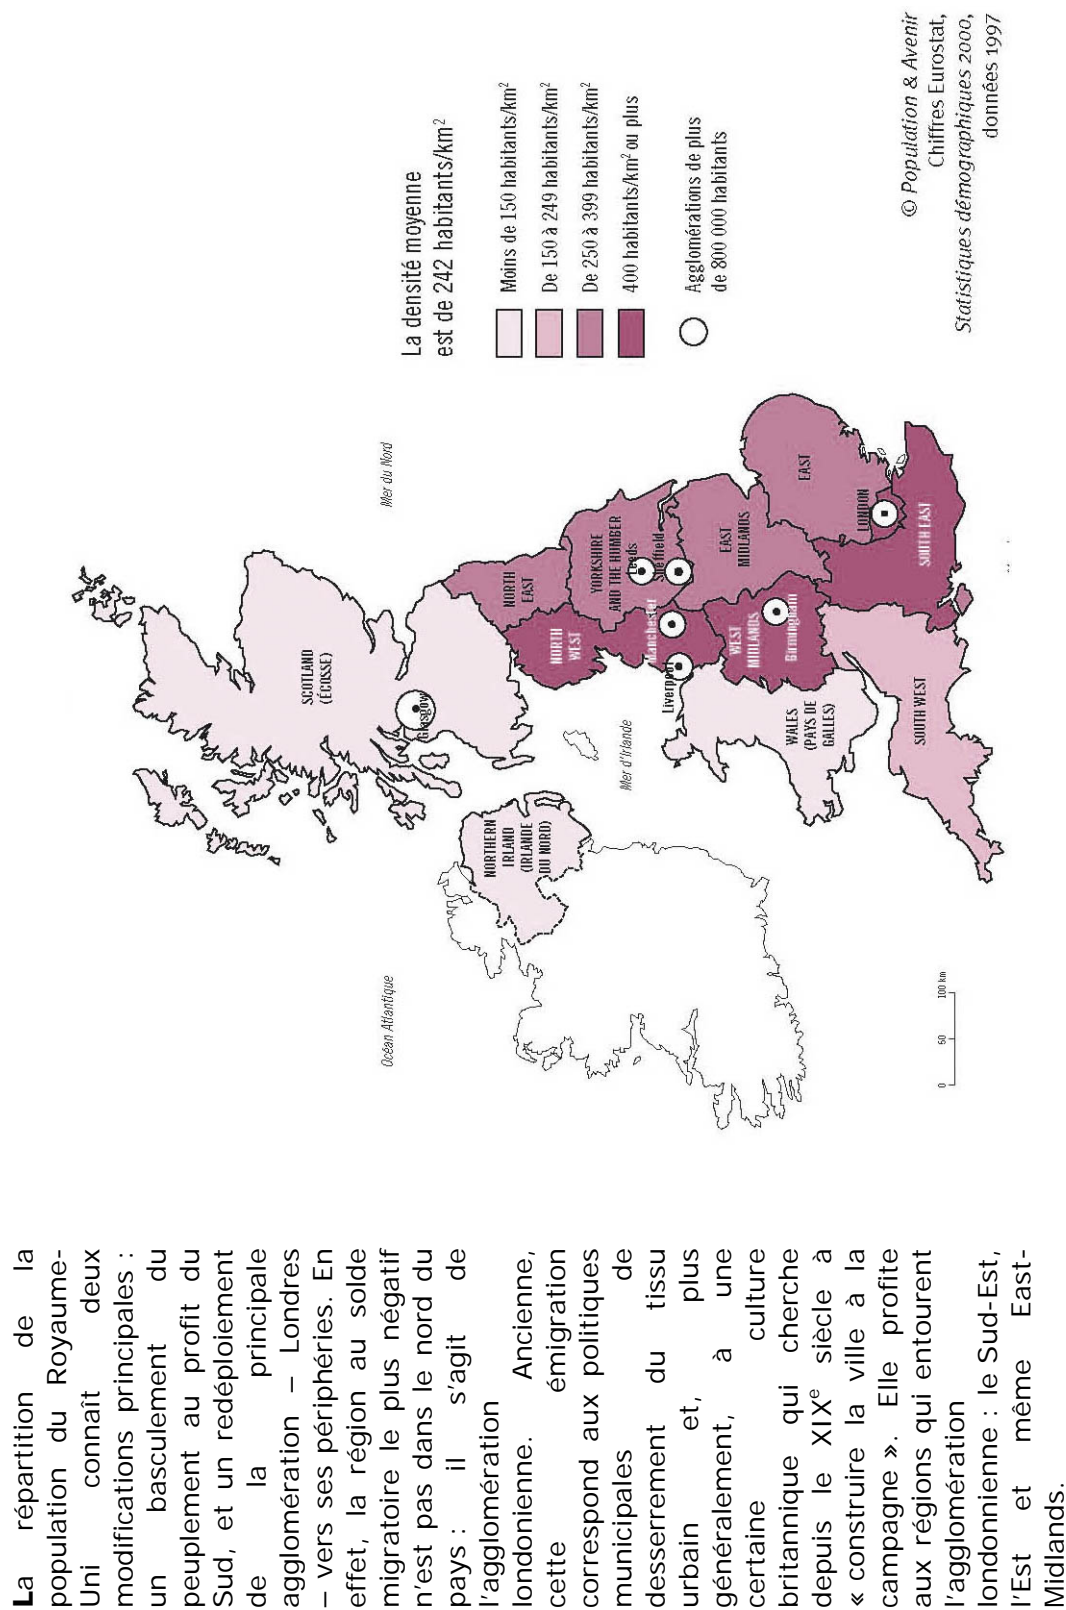 La répartition de la
population du Royaume-
Uni connaît deux
modifications principales :
un basculement du
peuplement au profit du
Sud, et un redéploiement
de la principale
agglomération – Londres
– vers ses périphéries. En
effet, la région au solde
migratoire le plus négatif
n'est pas dans le nord du
pays : il s'agit de
l'agglomération
londonienne. Ancienne,
cette émigration
correspond aux politiques
municipales de
desserrement du tissu
urbain et, plus
généralement, à une
certaine culture
britannique qui cherche
depuis le XIXe siècle à
« construire la ville à la
campagne ». Elle profite
aux régions qui entourent
l'agglomération
londonnienne : le Sud-Est,
l'Est et même East-
Midlands.
Océan Atlantique
Mer du Nord
Mer d'Irlande
SCOTLAND
(ÉCOSSE)
Glasgow
NORTHERN
IRLAND
(IRLANDE
DU NORD)
NORTH
EAST
NORTH
WEST
YORKSHIRE
AND THE HUMBER
Leeds
Sheffield
Manchester
Liverpool
EAST
MIDLANDS
WEST
MIDLANDS
Birmingham
WALES
(PAYS DE
GALLES)
EAST
LONDON
SOUTH EAST
SOUTH WEST
0 50 100 km
La densité moyenne
est de 242 habitants/km²
Moins de 150 habitants/km²
De 150 à 249 habitants/km²
De 250 à 399 habitants/km²
400 habitants/km² ou plus
Agglomérations de plus
de 800 000 habitants
© Population & Avenir
Chiffres Eurostat,
Statistiques démographiques 2000,
données 1997